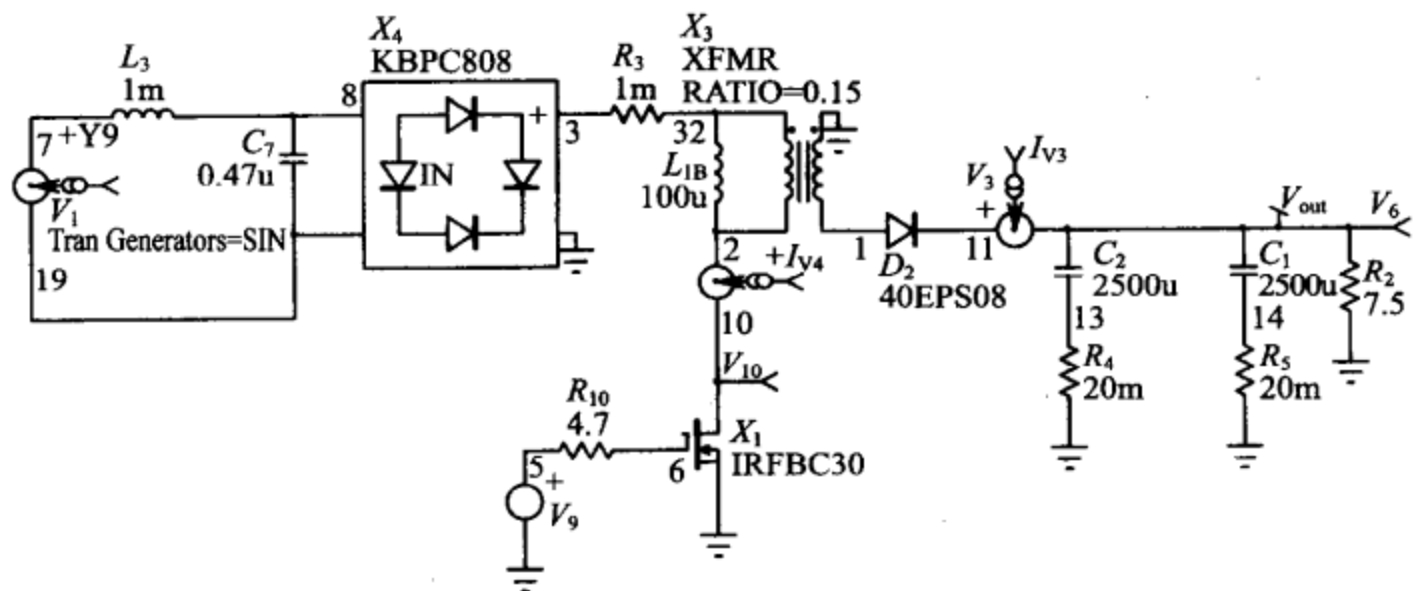 L3
1m
7
+Y9
V1
Tran Generators=SIN
19
C7
0.47u
8
X4
KBPC808
IN
+
3
R3
1m
X3
XFMR
RATIO=0.15
32
L1B
100u
2
+IV4
10
V10
R10
4.7
5
+
V9
6
X1
IRFBC30
1
D2
40EPS08
11
V3
+
IV3
C2
2500u
13
R4
20m
C1
2500u
14
R5
20m
Vout
V6
R2
7.5